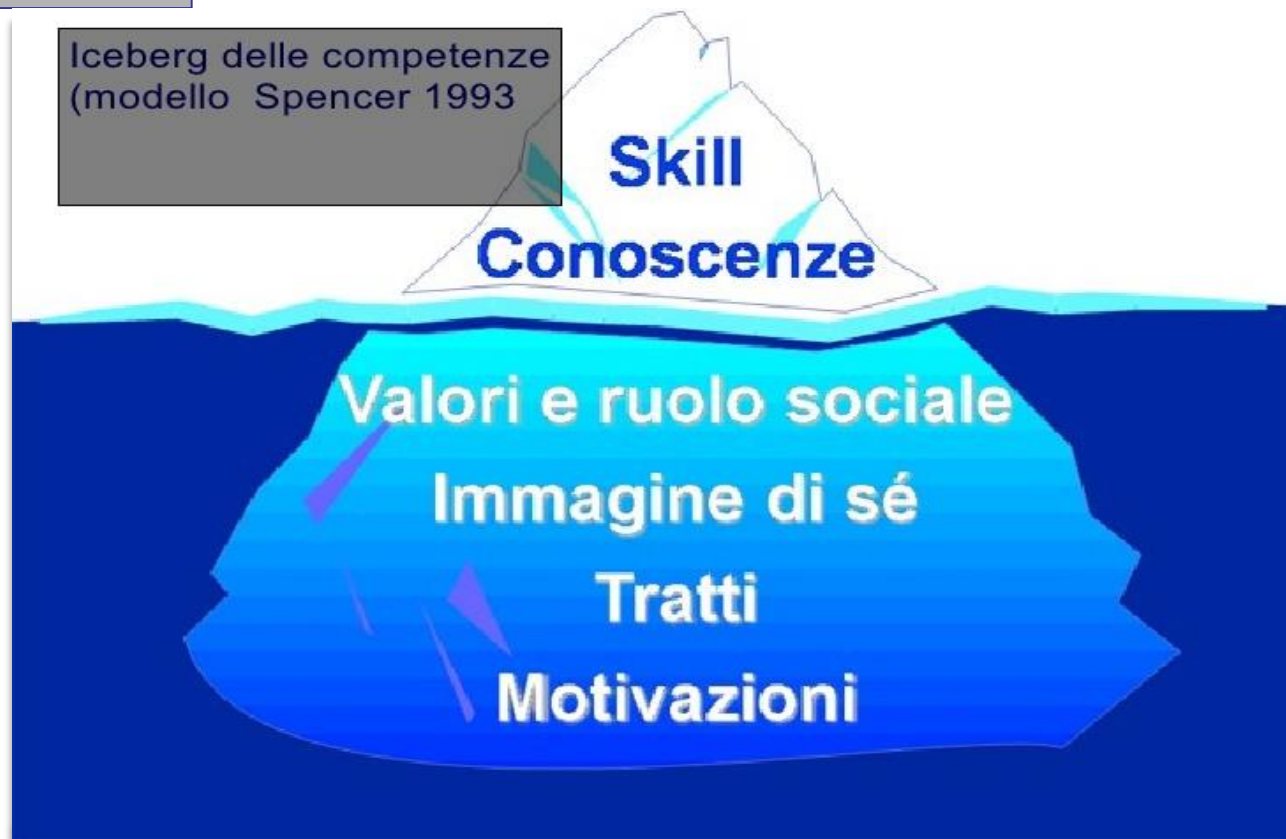 Iceberg delle competenze
(modello Spencer 1993
Skill
Conoscenze
Valori e ruolo sociale
Immagine di sé
Tratti
Motivazioni